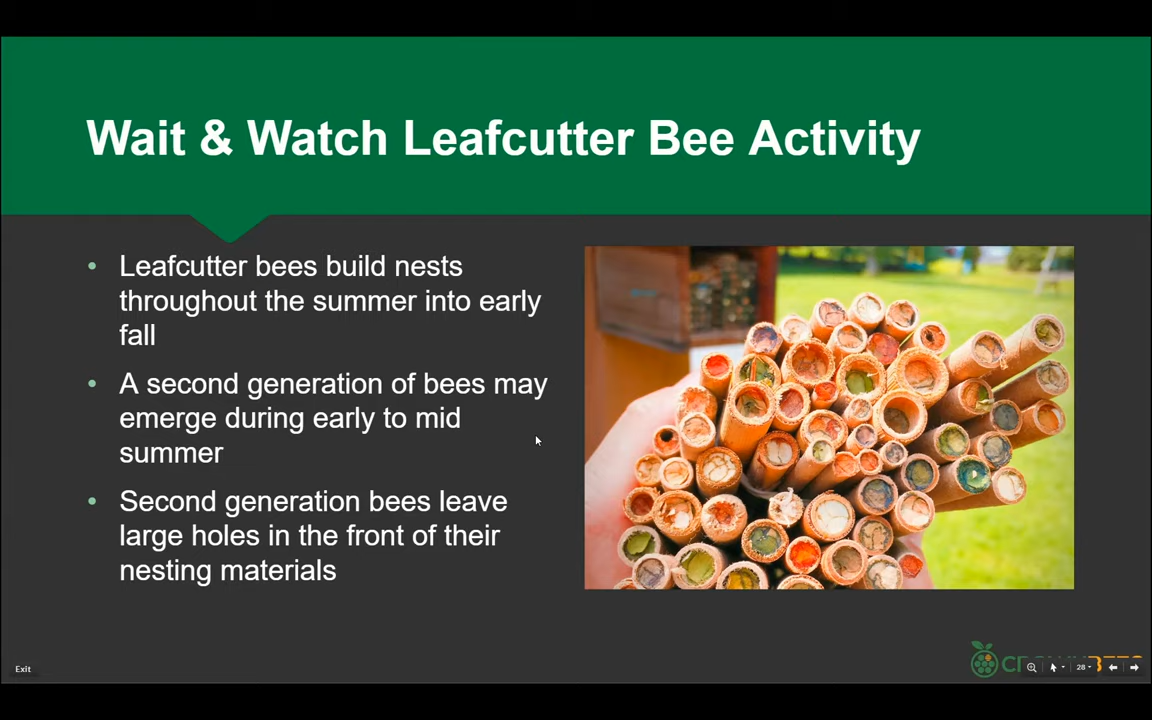 Wait & Watch Leafcutter Bee Activity
• Leafcutter bees build nests
throughout the summer into early
fall
• A second generation of bees may
emerge during early to mid
summer
• Second generation bees leave
large holes in the front of their
nesting materials
Exit
28